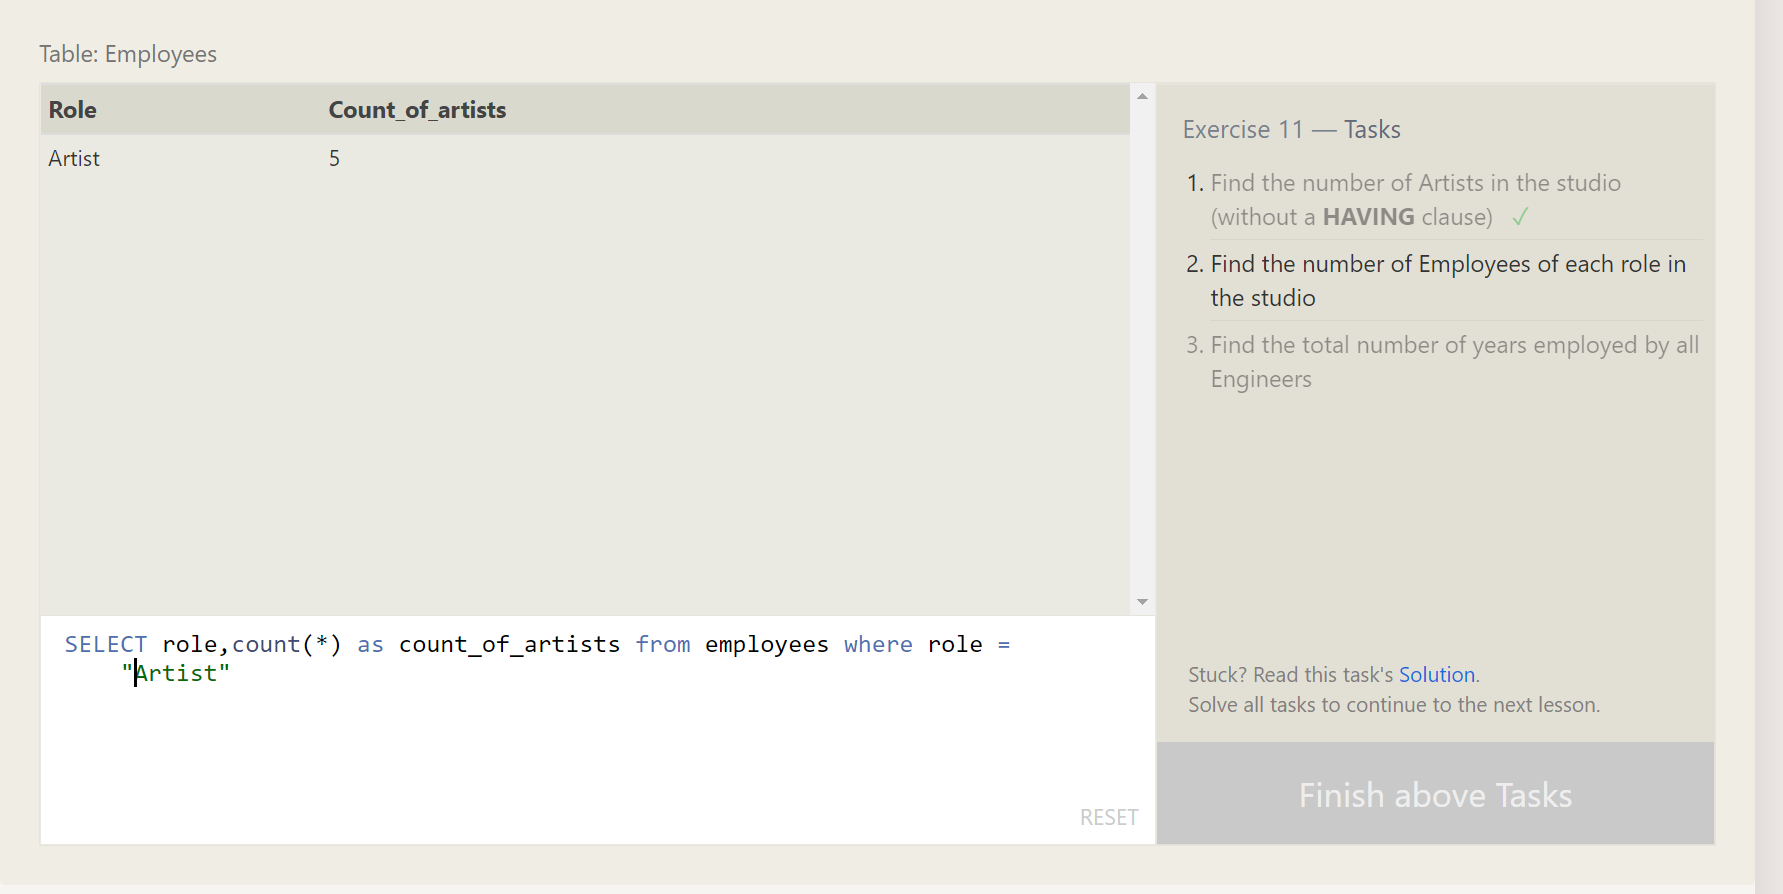 Table: Employees
Role Count_of_artists
Artist 5
SELECT role,count(*) as count_of_artists from employees where role =
"Artist"
RESET
Exercise 11 — Tasks
1. Find the number of Artists in the studio
(without a HAVING clause) ✓
2. Find the number of Employees of each role in
the studio
3. Find the total number of years employed by all
Engineers
Stuck? Read this task's Solution.
Solve all tasks to continue to the next lesson.
Finish above Tasks